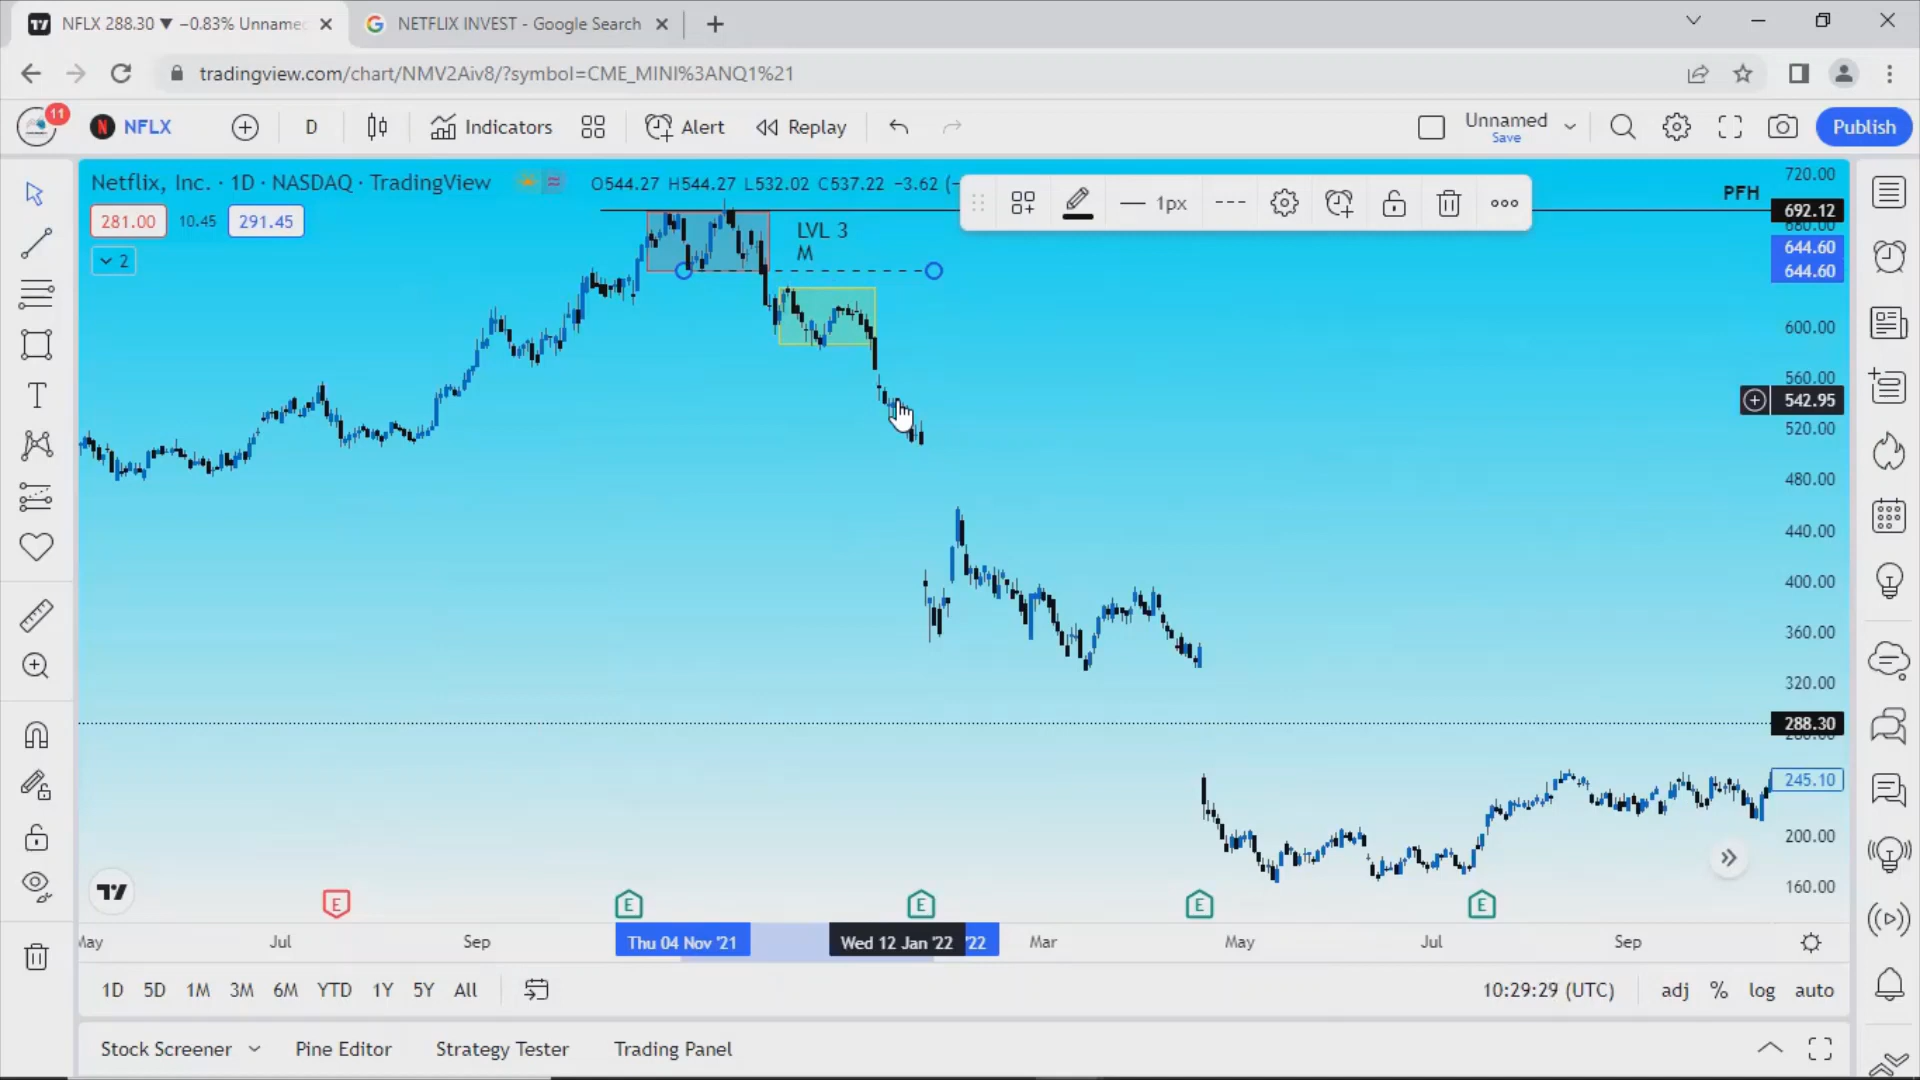 NFLX 288.30 ▼ −0.83% Unname
NETFLIX INVEST - Google Search
tradingview.com/chart/NMV2Aiv8/?symbol=CME_MINI%3ANQ1%21
11
NFLX
D
Indicators
Alert
Replay
Unnamed
Save
Publish
Netflix, Inc. · 1D · NASDAQ · TradingView
O544.27 H544.27 L532.02 C537.22 −3.62 (−
281.00
10.45
291.45
2
1px
LVL 3
M
PFH
720.00
692.12
680.00
644.60
644.60
600.00
560.00
542.95
520.00
480.00
440.00
400.00
360.00
320.00
288.30
280.00
245.10
200.00
160.00
E
E
E
E
E
May
Jul
Sep
Thu 04 Nov '21
Wed 12 Jan '22
'22
Mar
May
Jul
Sep
1D
5D
1M
3M
6M
YTD
1Y
5Y
All
10:29:29 (UTC)
adj
%
log
auto
Stock Screener
Pine Editor
Strategy Tester
Trading Panel